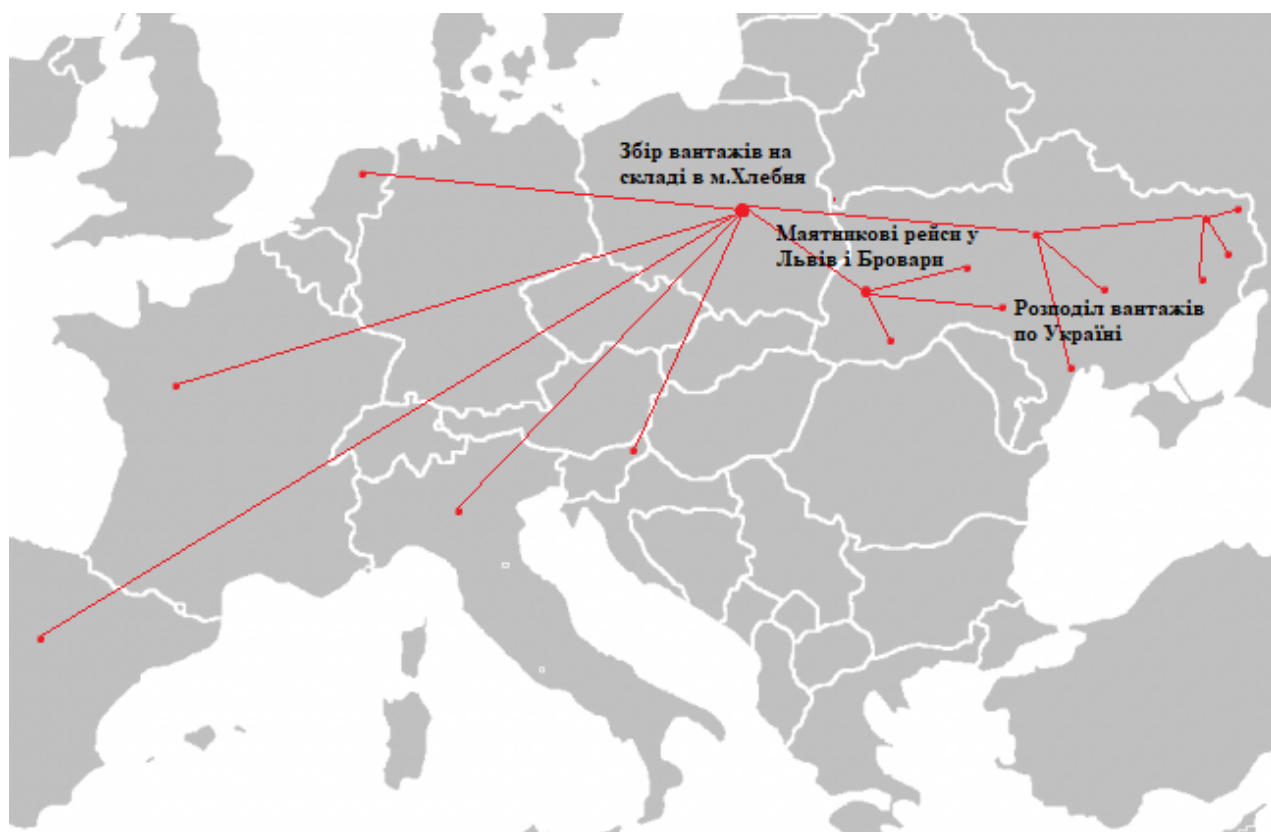 Збір вантажів на
складі в м.Хлебня
Маятникові рейси у
Львів і Бровари
Розподіл вантажів
по Україні